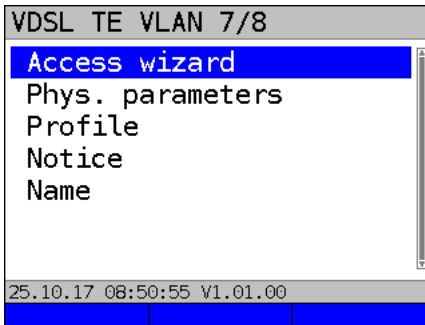 VDSL TE VLAN 7/8
Access wizard
Phys. parameters
Profile
Notice
Name
25.10.17 08:50:55 V1.01.00